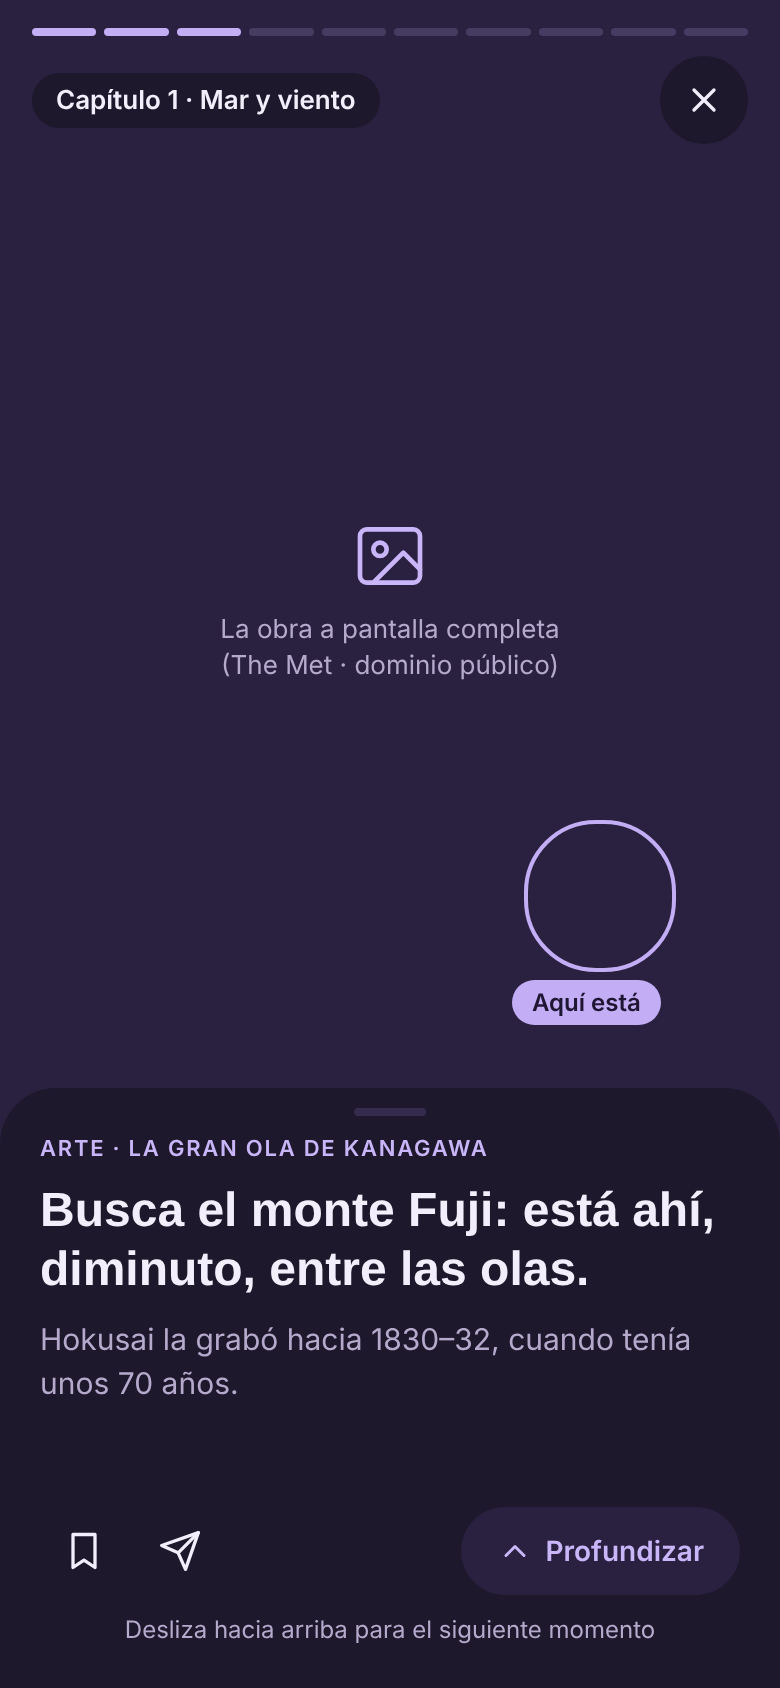 Capítulo 1 · Mar y viento
La obra a pantalla completa
(The Met · dominio público)
Aquí está
ARTE · LA GRAN OLA DE KANAGAWA
Busca el monte Fuji: está ahí,
diminuto, entre las olas.
Hokusai la grabó hacia 1830–32, cuando tenía
unos 70 años.
Profundizar
Desliza hacia arriba para el siguiente momento